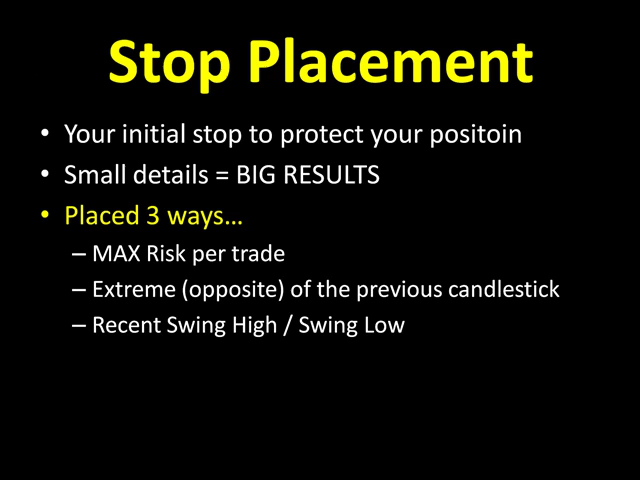 Stop Placement
• Your initial stop to protect your positoin
• Small details = BIG RESULTS
• Placed 3 ways…
– MAX Risk per trade
– Extreme (opposite) of the previous candlestick
– Recent Swing High / Swing Low